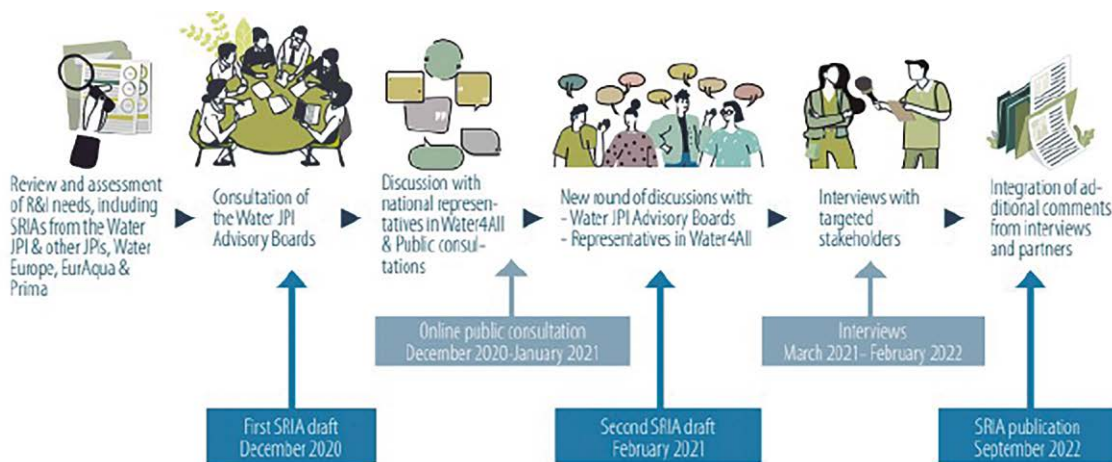 Review and assessment
of R&I needs, including
SRIAs from the Water
JPI & other JPIs, Water
Europe, EurAqua &
Prima
Consultation of
the Water JPI
Advisory Boards
Discussion with
national represen-
tatives in Water4All
& Public consul-
tations
New round of discussions with:
- Water JPI Advisory Boards
- Representatives in Water4All
Interviews with
targeted
stakeholders
Integration of ad-
ditional comments
from interviews
and partners
Online public consultation
December 2020-January 2021
Interviews
March 2021- February 2022
First SRIA draft
December 2020
Second SRIA draft
February 2021
SRIA publication
September 2022